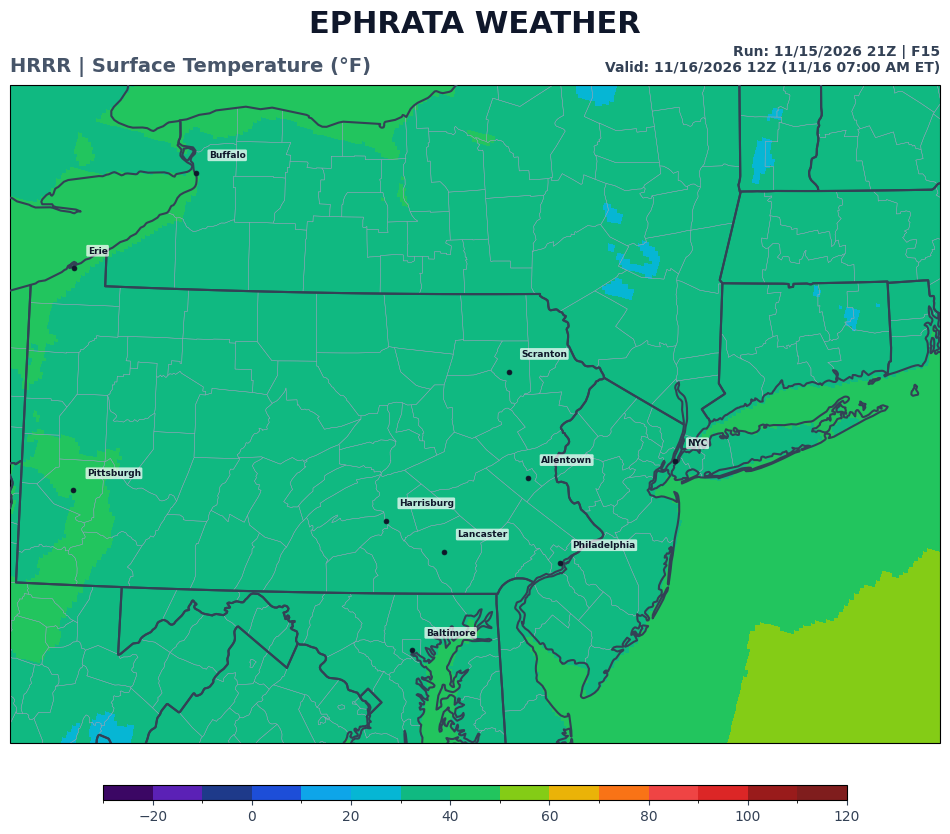 EPHRATA WEATHER
HRRR | Surface Temperature (°F)
Run: 11/15/2026 21Z | F15
Valid: 11/16/2026 12Z (11/16 07:00 AM ET)
Buffalo
Erie
Scranton
NYC
Allentown
Pittsburgh
Harrisburg
Lancaster
Philadelphia
Baltimore
−20 0 20 40 60 80 100 120